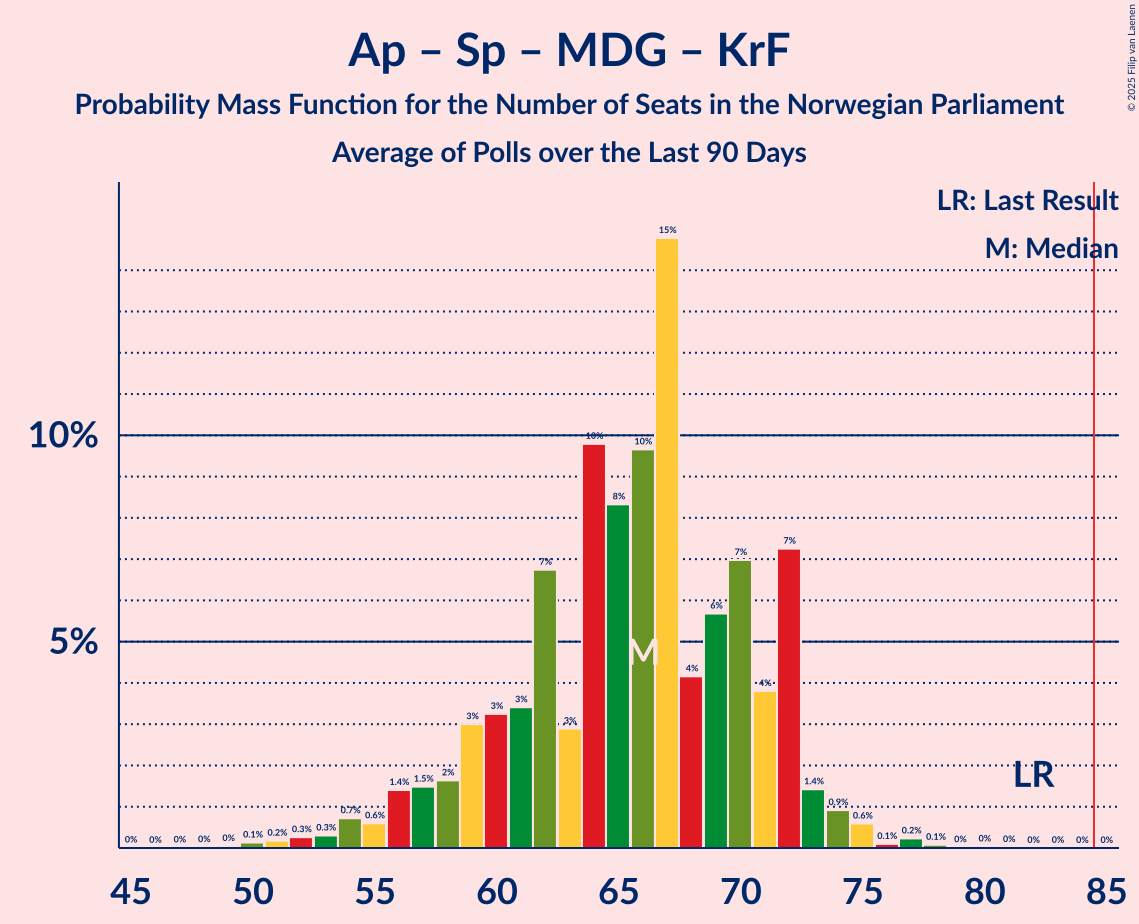 Ap – Sp – MDG – KrF
Probability Mass Function for the Number of Seats in the Norwegian Parliament
Average of Polls over the Last 90 Days
© 2025 Filip van Laenen
LR: Last Result
M: Median
15%
10%
10% 10%
8%
7% 7% 7%
6%
5%
M
4% 4%
3% 3% 3% 3%
LR
1.4% 1.5% 2% 1.4%
0.7% 0.6% 0.9% 0.6%
0% 0% 0% 0% 0% 0.1% 0.2% 0.3% 0.3% 0.1% 0.2% 0.1% 0% 0% 0% 0% 0% 0% 0%
45 50 55 60 65 70 75 80 85